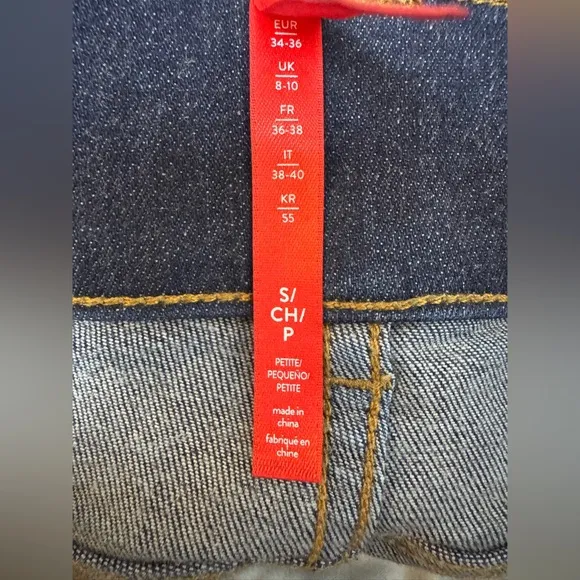 EUR
34-36
UK
8-10
FR
36-38
IT
38-40
KR
55
S/
CH/
P
PETITE/
PEQUEÑO/
PETITE
made in
china
fabriqué en
chine